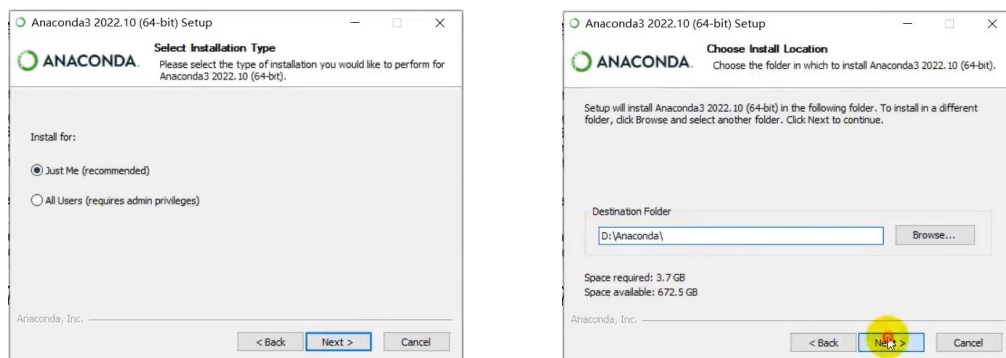 Anaconda3 2022.10 (64-bit) Setup
ANACONDA.
Select Installation Type
Please select the type of installation you would like to perform for
Anaconda3 2022.10 (64-bit).
Install for:
Just Me (recommended)
All Users (requires admin privileges)
Anaconda, Inc.
< Back
Next >
Cancel
Anaconda3 2022.10 (64-bit) Setup
ANACONDA.
Choose Install Location
Choose the folder in which to install Anaconda3 2022.10 (64-bit).
Setup will install Anaconda3 2022.10 (64-bit) in the following folder. To install in a different
folder, click Browse and select another folder. Click Next to continue.
Destination Folder
D:\Anaconda\
Browse...
Space required: 3.7 GB
Space available: 672.5 GB
Anaconda, Inc.
< Back
Next >
Cancel